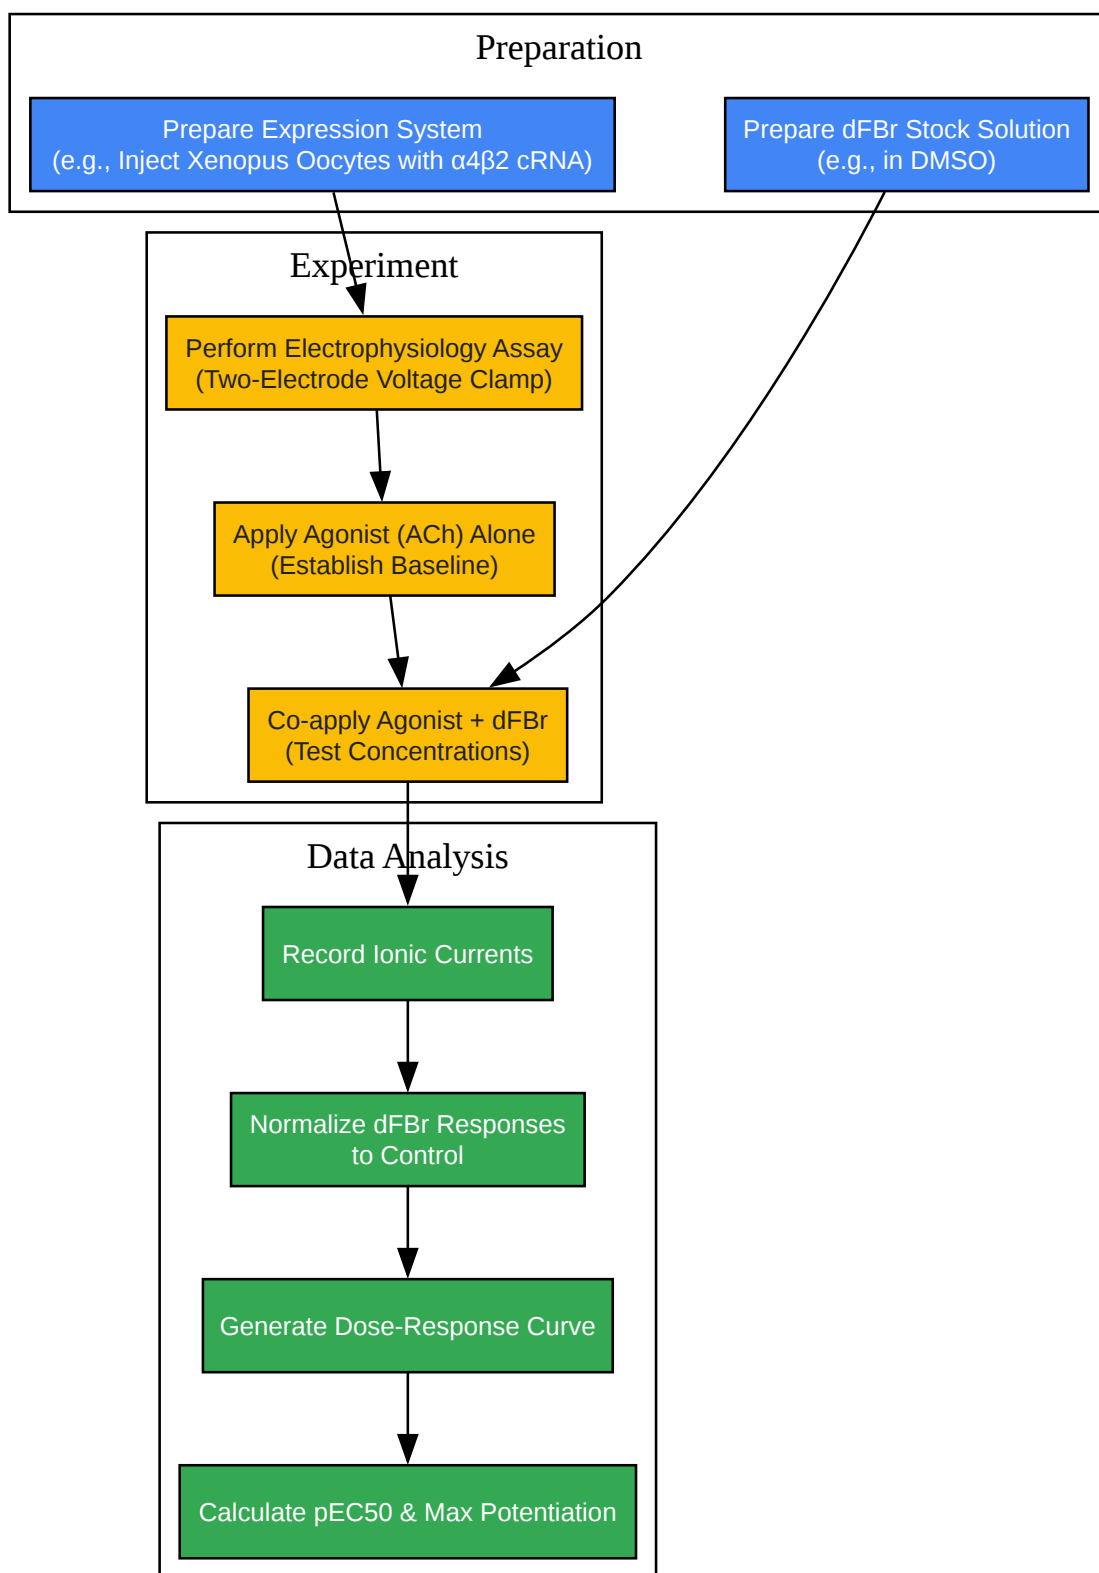 Preparation
Prepare Expression System
(e.g., Inject Xenopus Oocytes with α4β2 cRNA)
Prepare dFBr Stock Solution
(e.g., in DMSO)
Experiment
Perform Electrophysiology Assay
(Two-Electrode Voltage Clamp)
Apply Agonist (ACh) Alone
(Establish Baseline)
Co-apply Agonist + dFBr
(Test Concentrations)
Data Analysis
Record Ionic Currents
Normalize dFBr Responses
to Control
Generate Dose-Response Curve
Calculate pEC50 & Max Potentiation